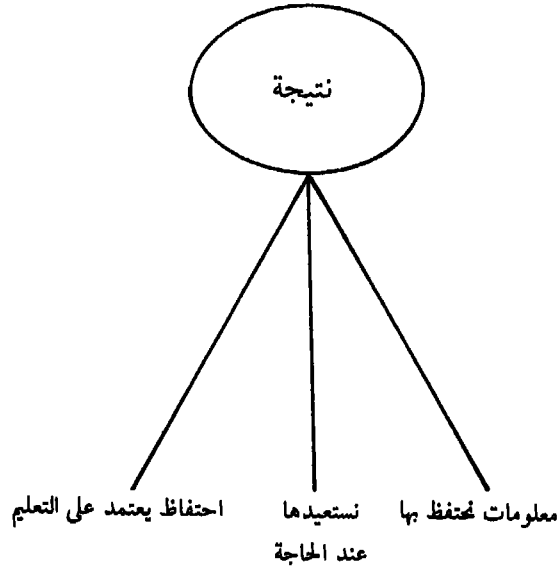 نتيجة
معلومات نحتفظ بها
نستعيدها
عند الحاجة
احتفاظ يعتمد على التعليم